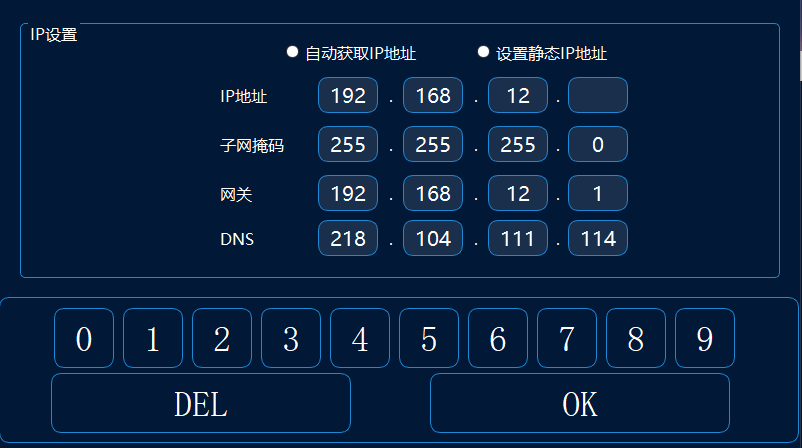 IP设置
自动获取IP地址 设置静态IP地址
IP地址 192 . 168 . 12 .
子网掩码 255 . 255 . 255 . 0
网关 192 . 168 . 12 . 1
DNS 218 . 104 . 111 . 114
0 1 2 3 4 5 6 7 8 9
DEL OK